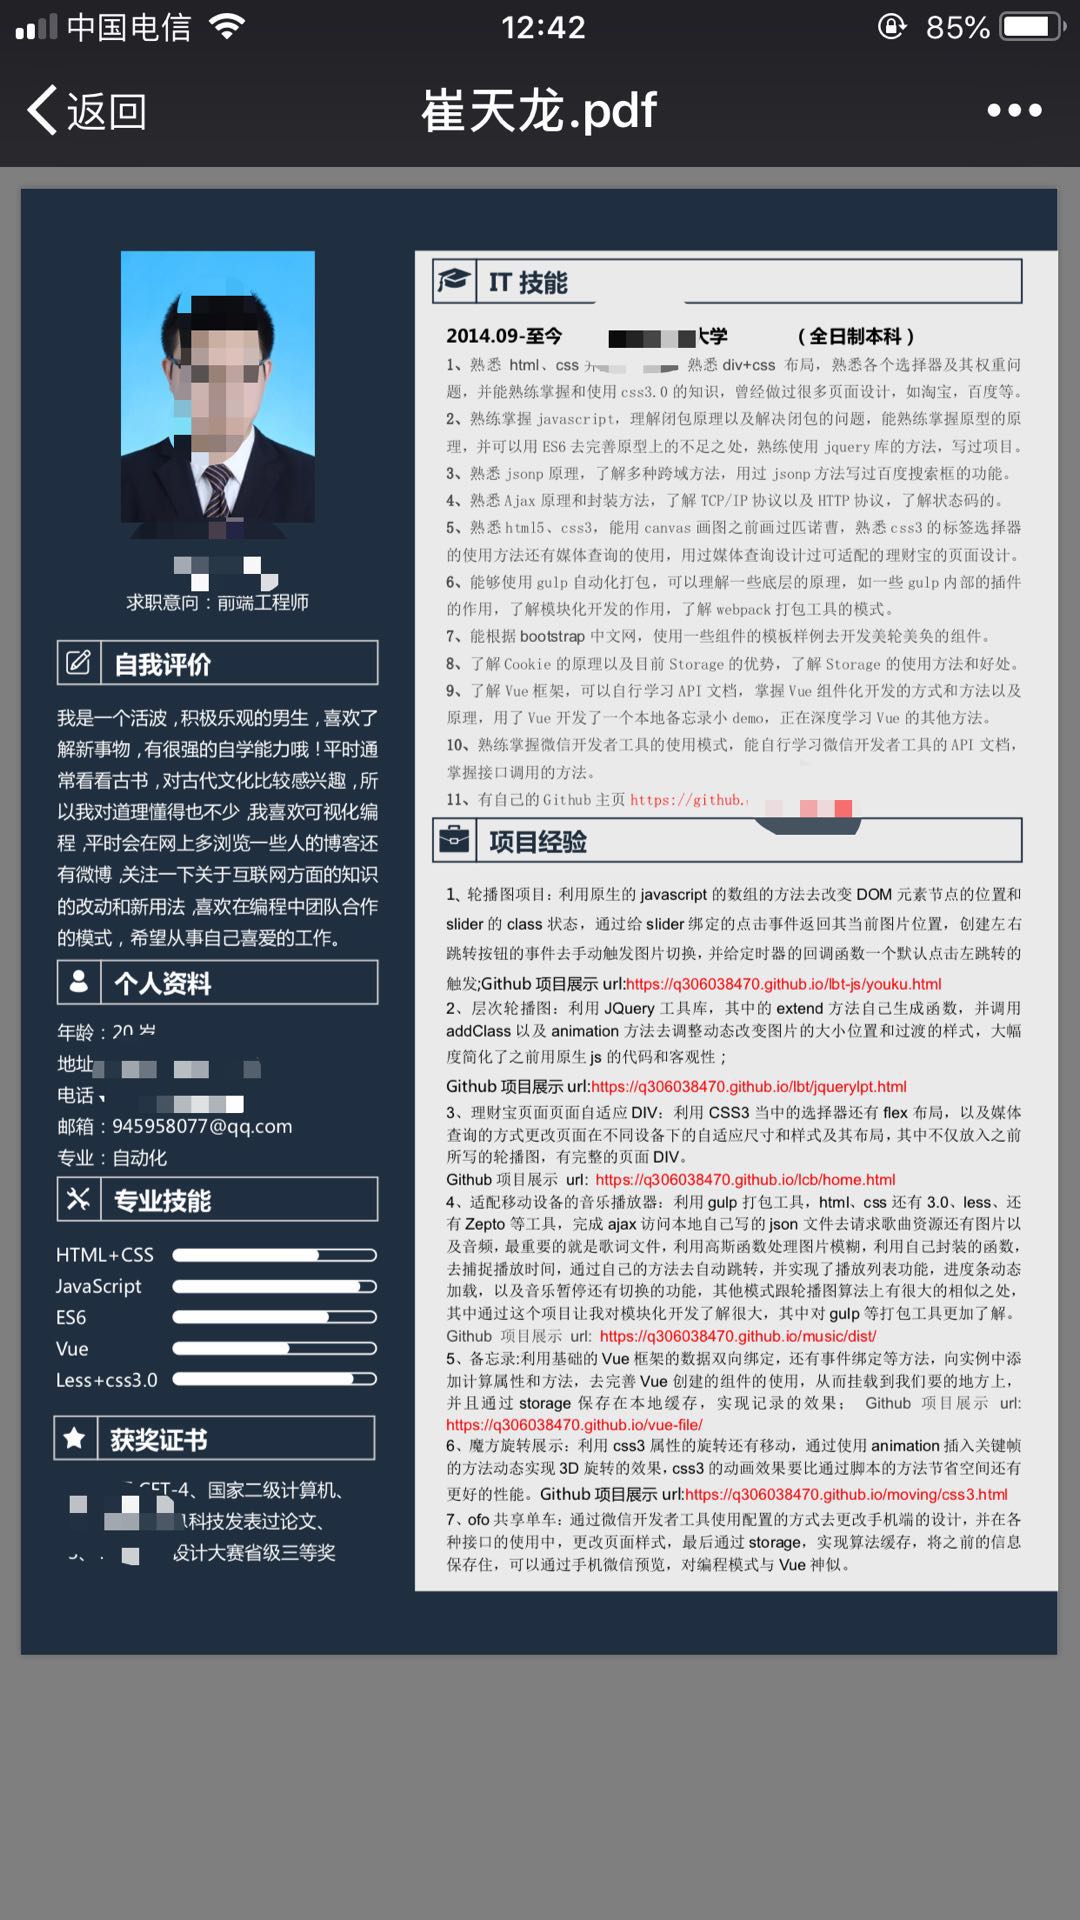 中国电信
12:42
85%
返回
崔天龙.pdf
求职意向：前端工程师
自我评价
我是一个活波，积极乐观的男生，喜欢了
解新事物，有很强的自学能力哦！平时通
常看看古书，对古代文化比较感兴趣，所
以我对道理懂得也不少，我喜欢可视化编
程，平时会在网上多浏览一些人的博客还
有微博，关注一下关于互联网方面的知识
的改动和新用法，喜欢在编程中团队合作
的模式，希望从事自己喜爱的工作。
个人资料
年龄：20 岁
地址
电话
邮箱：945958077@qq.com
专业：自动化
专业技能
HTML+CSS
JavaScript
ES6
Vue
Less+css3.0
获奖证书
CET-4、国家二级计算机、
科技发表过论文、
设计大赛省级三等奖
IT 技能
2014.09-至今 大学 （全日制本科）
1、熟悉 html、css 熟悉 div+css 布局，熟悉各个选择器及其权重问
题，并能熟练掌握和使用 css3.0 的知识，曾经做过很多页面设计，如淘宝，百度等。
2、熟练掌握 javascript，理解闭包原理以及解决闭包的问题，能熟练掌握原型的原
理，并可以用 ES6 去完善原型上的不足之处，熟练使用 jquery 库的方法，写过项目。
3、熟悉 jsonp 原理，了解多种跨域方法，用过 jsonp 方法写过百度搜索框的功能。
4、熟悉 Ajax 原理和封装方法，了解 TCP/IP 协议以及 HTTP 协议，了解状态码的。
5、熟悉 html5、css3，能用 canvas 画图之前画过匹诺曹，熟悉 css3 的标签选择器
的使用方法还有媒体查询的使用，用过媒体查询设计过可适配的理财宝的页面设计。
6、能够使用 gulp 自动化打包，可以理解一些底层的原理，如一些 gulp 内部的插件
的作用，了解模块化开发的作用，了解 webpack 打包工具的模式。
7、能根据 bootstrap 中文网，使用一些组件的模板样例去开发美轮美奂的组件。
8、了解 Cookie 的原理以及目前 Storage 的优势，了解 Storage 的使用方法和好处。
9、了解 Vue 框架，可以自行学习 API 文档，掌握 Vue 组件化开发的方式和方法以及
原理，用了 Vue 开发了一个本地备忘录小 demo，正在深度学习 Vue 的其他方法。
10、熟练掌握微信开发者工具的使用模式，能自行学习微信开发者工具的 API 文档，
掌握接口调用的方法。
11、有自己的 Github 主页 https://github.
项目经验
1、轮播图项目：利用原生的 javascript 的数组的方法去改变 DOM 元素节点的位置和
slider 的 class 状态，通过给 slider 绑定的点击事件返回其当前图片位置，创建左右
跳转按钮的事件去手动触发图片切换，并给定时器的回调函数一个默认点击左跳转的
触发;Github 项目展示 url:https://q306038470.github.io/lbt-js/youku.html
2、层次轮播图：利用 JQuery 工具库，其中的 extend 方法自己生成函数，并调用
addClass 以及 animation 方法去调整动态改变图片的大小位置和过渡的样式，大幅
度简化了之前用原生 js 的代码和客观性；
Github 项目展示 url:https://q306038470.github.io/lbt/jquerylpt.html
3、理财宝页面页面自适应 DIV：利用 CSS3 当中的选择器还有 flex 布局，以及媒体
查询的方式更改页面在不同设备下的自适应尺寸和样式及其布局，其中不仅放入之前
所写的轮播图，有完整的页面 DIV。
Github 项目展示 url: https://q306038470.github.io/lcb/home.html
4、适配移动设备的音乐播放器：利用 gulp 打包工具，html、css 还有 3.0、less、还
有 Zepto 等工具，完成 ajax 访问本地自己写的 json 文件去请求歌曲资源还有图片以
及音频，最重要的就是歌词文件，利用高斯函数处理图片模糊，利用自己封装的函数，
去捕捉播放时间，通过自己的方法去自动跳转，并实现了播放列表功能，进度条动态
加载，以及音乐暂停还有切换的功能，其他模式跟轮播图算法上有很大的相似之处，
其中通过这个项目让我对模块化开发了解很大，其中对 gulp 等打包工具更加了解。
Github 项目展示 url: https://q306038470.github.io/music/dist/
5、备忘录:利用基础的 Vue 框架的数据双向绑定，还有事件绑定等方法，向实例中添
加计算属性和方法，去完善 Vue 创建的组件的使用，从而挂载到我们要的地方上，
并且通过 storage 保存在本地缓存，实现记录的效果； Github 项目展示 url:
https://q306038470.github.io/vue-file/
6、魔方旋转展示：利用 css3 属性的旋转还有移动，通过使用 animation 插入关键帧
的方法动态实现 3D 旋转的效果，css3 的动画效果要比通过脚本的方法节省空间还有
更好的性能。Github 项目展示 url:https://q306038470.github.io/moving/css3.html
7、ofo 共享单车：通过微信开发者工具使用配置的方式去更改手机端的设计，并在各
种接口的使用中，更改页面样式，最后通过 storage，实现算法缓存，将之前的信息
保存住，可以通过手机微信预览，对编程模式与 Vue 神似。